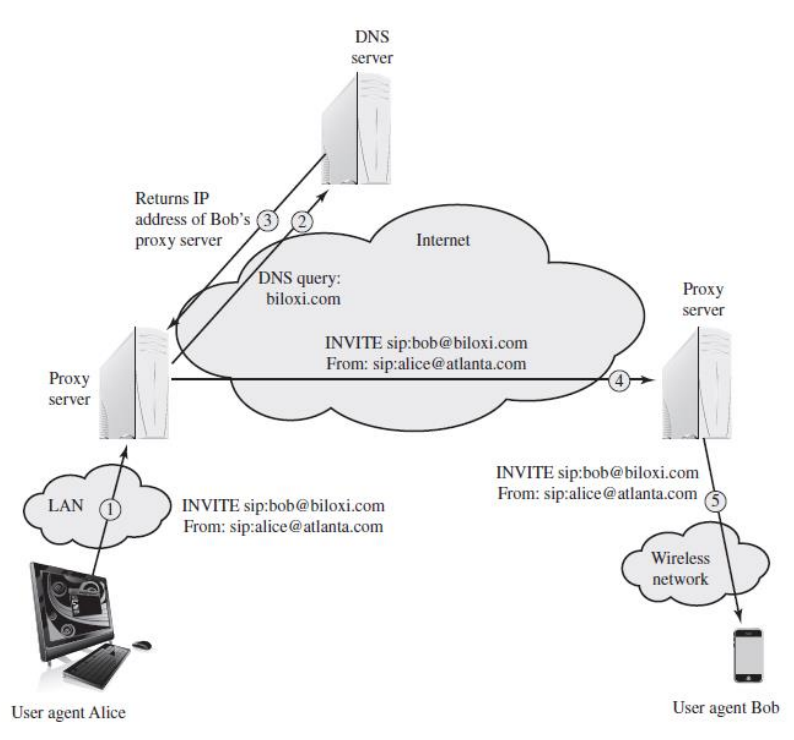 DNS
server
Returns IP
address of Bob's
proxy server
3
2
Internet
DNS query:
biloxi.com
Proxy
server
INVITE sip:bob@biloxi.com
From: sip:alice@atlanta.com
4
Proxy
server
LAN
1
INVITE sip:bob@biloxi.com
From: sip:alice@atlanta.com
INVITE sip:bob@biloxi.com
From: sip:alice@atlanta.com
5
Wireless
network
User agent Alice
User agent Bob